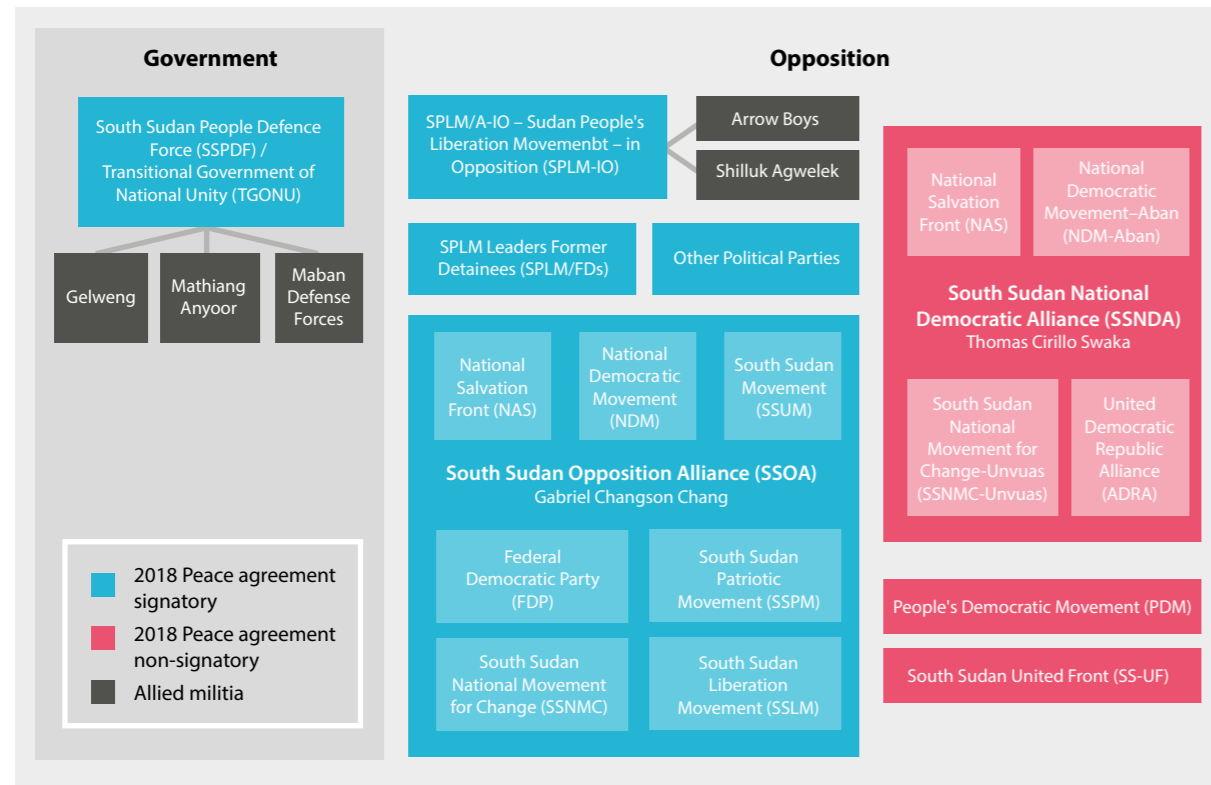 Government
South Sudan People Defence
Force (SSPDF) /
Transitional Government of
National Unity (TGONU)
Gelweng
Mathiang
Anyoor
Maban
Defense
Forces
2018 Peace agreement
signatory
2018 Peace agreement
non-signatory
Allied militia
Opposition
SPLM/A-IO – Sudan People's
Liberation Movemenbt – in
Opposition (SPLM-IO)
Arrow Boys
Shilluk Agwelek
SPLM Leaders Former
Detainees (SPLM/FDs)
Other Political Parties
National
Salvation
Front (NAS)
National
Democratic
Movement
(NDM)
South Sudan
Movement
(SSUM)
South Sudan Opposition Alliance (SSOA)
Gabriel Changson Chang
Federal
Democratic Party
(FDP)
South Sudan
Patriotic
Movement (SSPM)
South Sudan
National Movement
for Change (SSNMC)
South Sudan
Liberation
Movement (SSLM)
National
Salvation
Front (NAS)
National
Democratic
Movement–Aban
(NDM-Aban)
South Sudan National
Democratic Alliance (SSNDA)
Thomas Cirillo Swaka
South Sudan
National
Movement for
Change-Unvuas
(SSNMC-Unvuas)
United
Democratic
Republic
Alliance
(ADRA)
People's Democratic Movement (PDM)
South Sudan United Front (SS-UF)